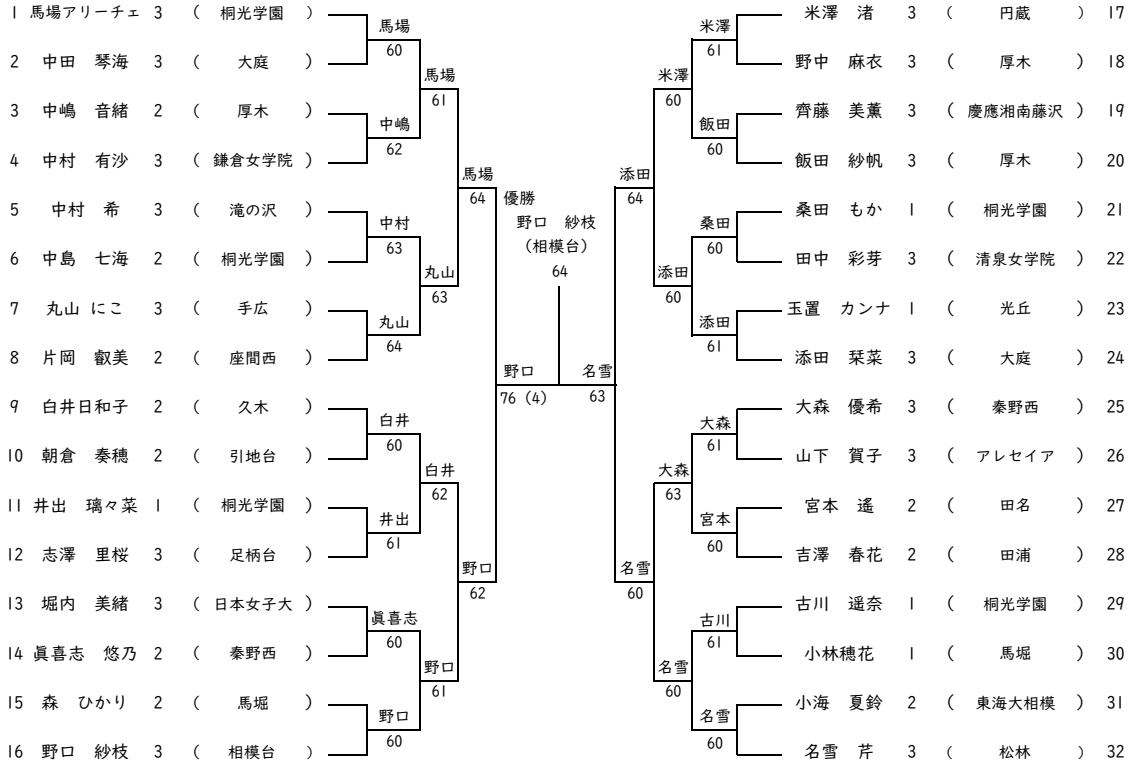 1 馬場アリーチェ 3 ( 桐光学園 )
2 中田 琴海 3 ( 大庭 )
3 中嶋 音緒 2 ( 厚木 )
4 中村 有沙 3 ( 鎌倉女学院 )
5 中村 希 3 ( 滝の沢 )
6 中島 七海 2 ( 桐光学園 )
7 丸山 にこ 3 ( 手広 )
8 片岡 叡美 2 ( 座間西 )
9 白井日和子 2 ( 久木 )
10 朝倉 奏穂 2 ( 引地台 )
11 井出 璃々菜 1 ( 桐光学園 )
12 志澤 里桜 3 ( 足柄台 )
13 堀内 美緒 3 ( 日本女子大 )
14 眞喜志 悠乃 2 ( 秦野西 )
15 森 ひかり 2 ( 馬堀 )
16 野口 紗枝 3 ( 相模台 )
馬場
60
中嶋
62
中村
63
丸山
64
白井
60
井出
61
眞喜志
60
野口
60
馬場
61
丸山
63
白井
62
野口
61
馬場
64
野口
62
野口
76 (4)
優勝
野口 紗枝
(相模台)
64
名雪
63
添田
64
名雪
60
米澤
60
添田
60
大森
63
名雪
60
米澤
61
飯田
60
桑田
60
添田
61
大森
61
宮本
60
古川
61
名雪
60
米澤 渚 3 ( 円蔵 ) 17
野中 麻衣 3 ( 厚木 ) 18
齊藤 美薫 3 ( 慶應湘南藤沢 ) 19
飯田 紗帆 3 ( 厚木 ) 20
桑田 もか 1 ( 桐光学園 ) 21
田中 彩芽 3 ( 清泉女学院 ) 22
玉置 カンナ 1 ( 光丘 ) 23
添田 栞菜 3 ( 大庭 ) 24
大森 優希 3 ( 秦野西 ) 25
山下 賀子 3 ( アレセイア ) 26
宮本 遙 2 ( 田名 ) 27
吉澤 春花 2 ( 田浦 ) 28
古川 遥奈 1 ( 桐光学園 ) 29
小林穂花 1 ( 馬堀 ) 30
小海 夏鈴 2 ( 東海大相模 ) 31
名雪 芹 3 ( 松林 ) 32